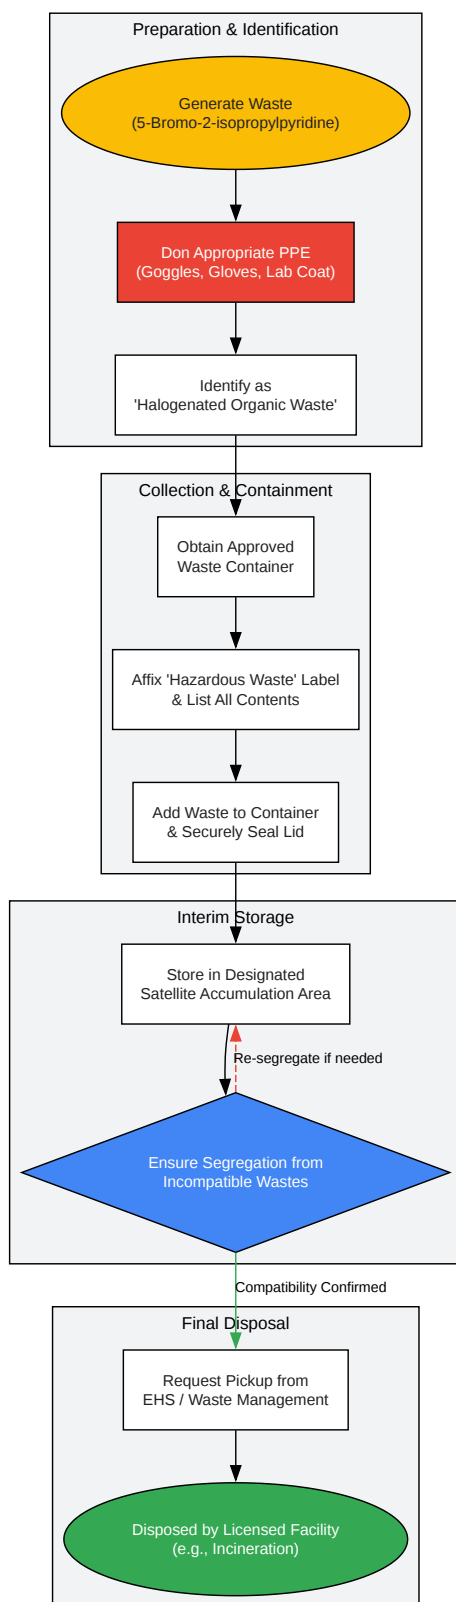 Preparation & Identification
Generate Waste
(5-Bromo-2-isopropylpyridine)
Don Appropriate PPE
(Goggles, Gloves, Lab Coat)
Identify as
'Halogenated Organic Waste'
Collection & Containment
Obtain Approved
Waste Container
Affix 'Hazardous Waste' Label
& List All Contents
Add Waste to Container
& Securely Seal Lid
Interim Storage
Store in Designated
Satellite Accumulation Area
Re-segregate if needed
Ensure Segregation from
Incompatible Wastes
Compatibility Confirmed
Final Disposal
Request Pickup from
EHS / Waste Management
Disposed by Licensed Facility
(e.g., Incineration)